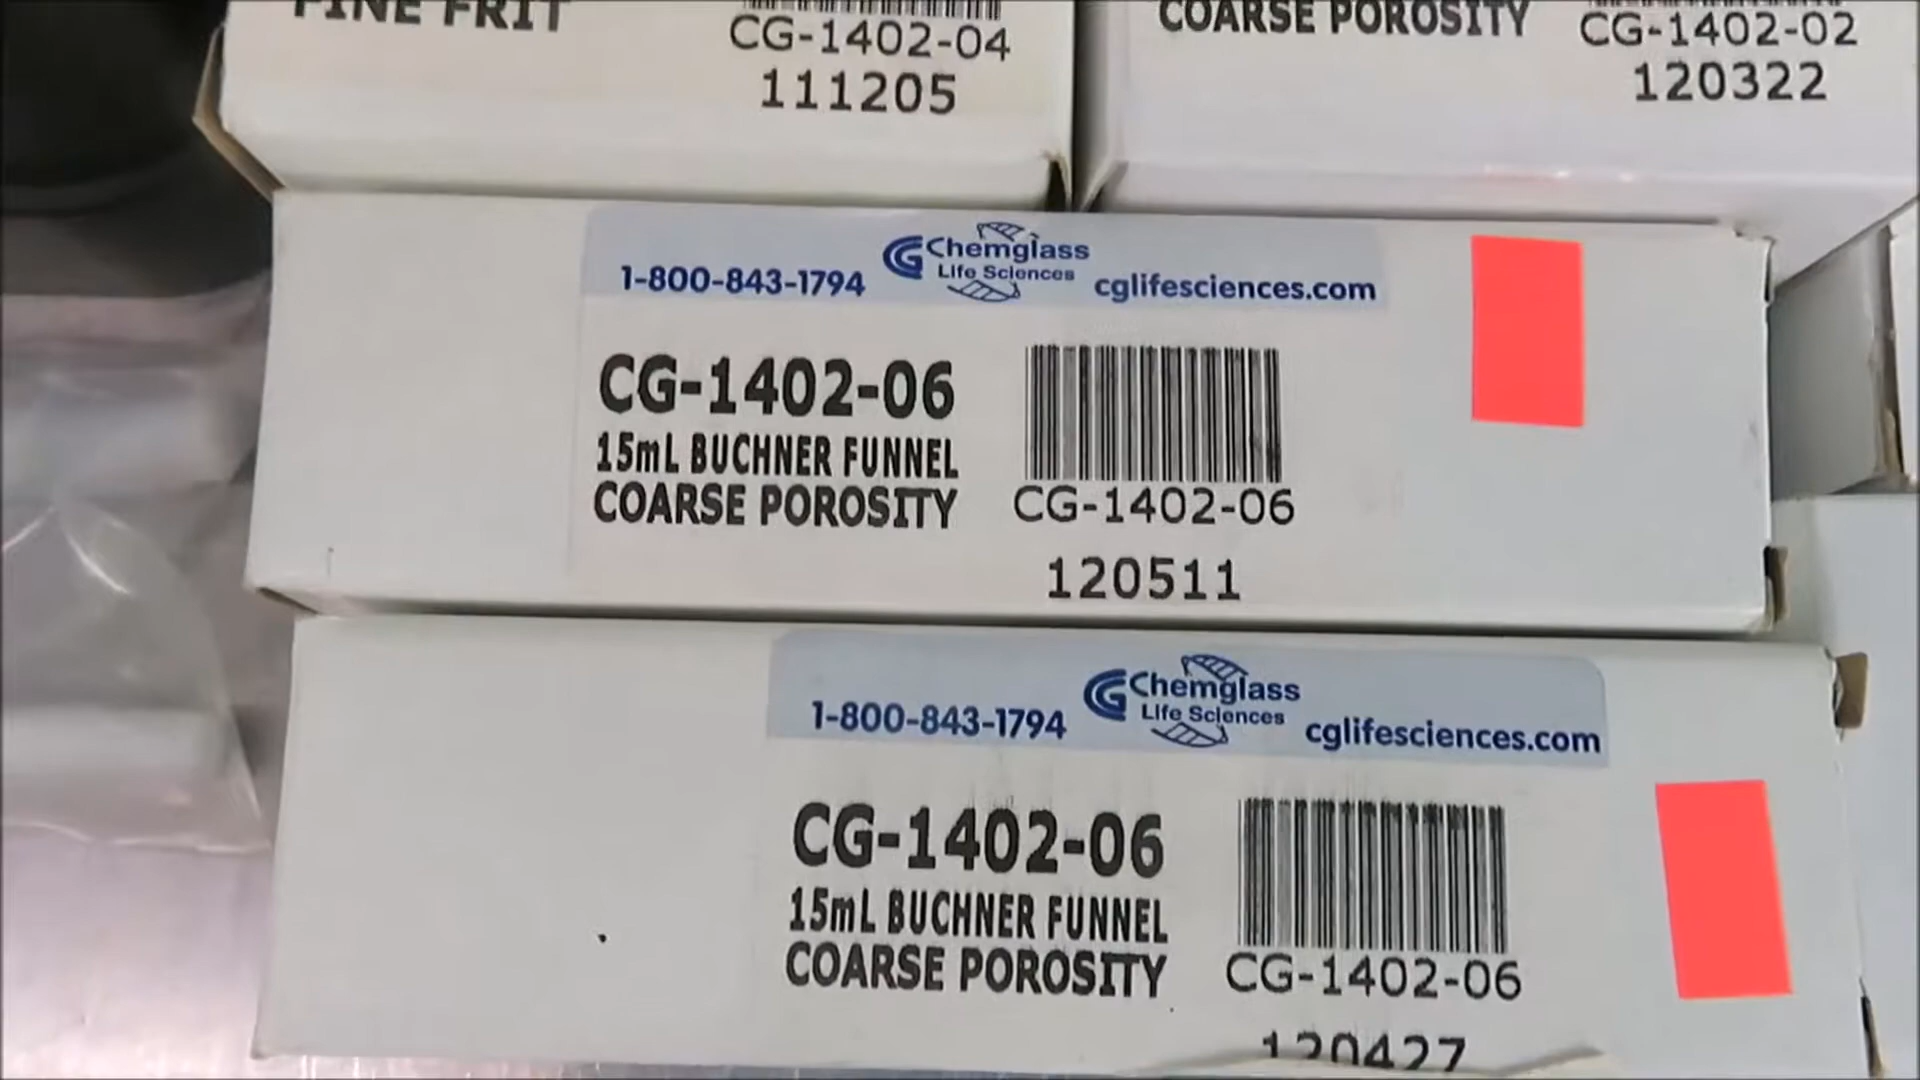 FINE FRIT
CG-1402-04
111205
COARSE POROSITY
CG-1402-02
120322
1-800-843-1794
CG Chemglass
Life Sciences
cglifesciences.com
CG-1402-06
15mL BUCHNER FUNNEL
COARSE POROSITY
CG-1402-06
120511
1-800-843-1794
CG Chemglass
Life Sciences
cglifesciences.com
CG-1402-06
15mL BUCHNER FUNNEL
COARSE POROSITY
CG-1402-06
120427